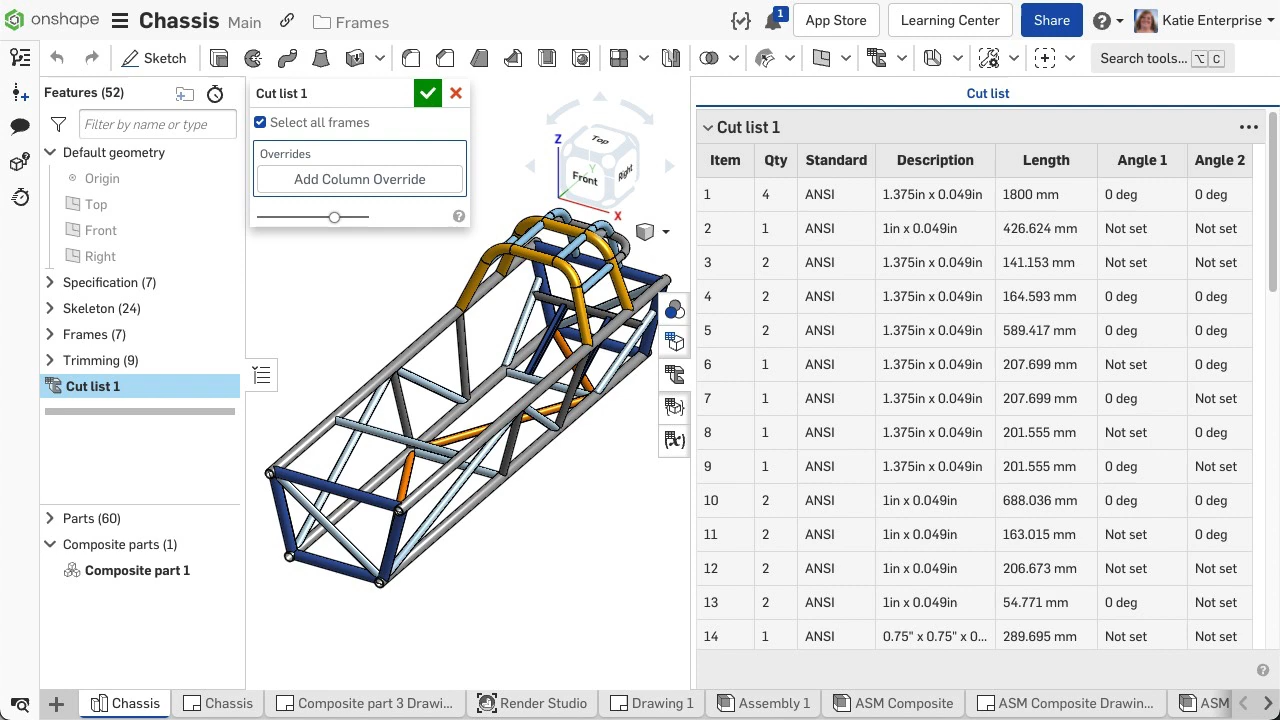 onshape Chassis Main Frames 1 App Store Learning Center Share Katie Enterprise
Sketch Search tools... ⌥ C
Features (52)
Filter by name or type
Default geometry
Origin
Top
Front
Right
Specification (7)
Skeleton (24)
Frames (7)
Trimming (9)
Cut list 1
Parts (60)
Composite parts (1)
Composite part 1
Cut list 1
Select all frames
Overrides
Add Column Override
Z
Top
Y
Front
Right
X
Cut list
Cut list 1
Item Qty Standard Description Length Angle 1 Angle 2
1 4 ANSI 1.375in x 0.049in 1800 mm 0 deg 0 deg
2 1 ANSI 1in x 0.049in 426.624 mm Not set Not set
3 2 ANSI 1.375in x 0.049in 141.153 mm Not set Not set
4 2 ANSI 1.375in x 0.049in 164.593 mm 0 deg 0 deg
5 2 ANSI 1.375in x 0.049in 589.417 mm 0 deg 0 deg
6 1 ANSI 1.375in x 0.049in 207.699 mm Not set 0 deg
7 1 ANSI 1.375in x 0.049in 207.699 mm 0 deg Not set
8 1 ANSI 1.375in x 0.049in 201.555 mm Not set 0 deg
9 1 ANSI 1.375in x 0.049in 201.555 mm 0 deg Not set
10 2 ANSI 1in x 0.049in 688.036 mm 0 deg 0 deg
11 2 ANSI 1in x 0.049in 163.015 mm Not set 0 deg
12 2 ANSI 1in x 0.049in 206.673 mm Not set Not set
13 2 ANSI 1in x 0.049in 54.771 mm 0 deg Not set
14 1 ANSI 0.75" x 0.75" x 0... 289.695 mm Not set Not set
Chassis Chassis Composite part 3 Drawi... Render Studio Drawing 1 Assembly 1 ASM Composite ASM Composite Drawin... ASM